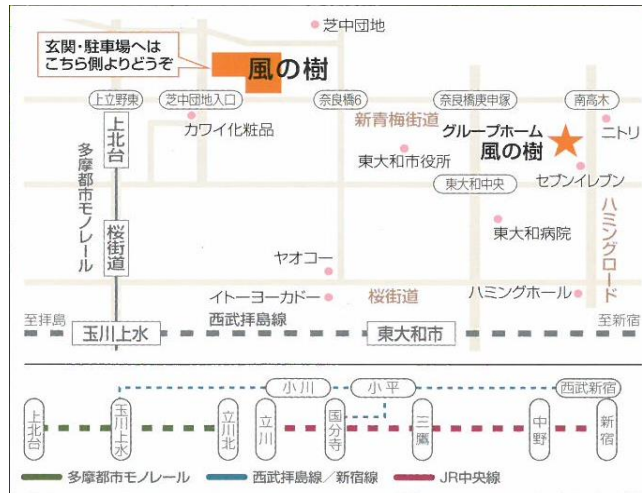 芝中団地
玄関・駐車場へは
こちら側よりどうぞ
風の樹
上立野東
芝中団地入口
奈良橋6
奈良橋庚申塚
南高木
カワイ化粧品
新青梅街道
グループホーム
風の樹
ニトリ
上北台
多摩都市モノレール
東大和市役所
セブンイレブン
東大和中央
桜街道
東大和病院
ハミングロード
ヤオコー
イトーヨーカドー
桜街道
ハミングホール
至拝島
西武拝島線
至新宿
玉川上水
東大和市
小川
小平
西武新宿
上北台
玉川上水
立川北
立川
国分寺
三鷹
中野
新宿
多摩都市モノレール
西武拝島線／新宿線
JR中央線